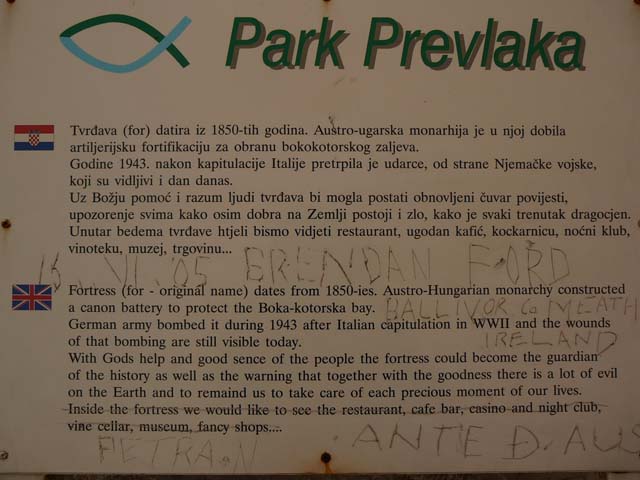 Park Prevlaka
Tvrđava (for) datira iz 1850-tih godina. Austro-ugarska monarhija je u njoj dobila
artiljerijsku fortifikaciju za obranu bokokotorskog zaljeva.
Godine 1943. nakon kapitulacije Italije pretrpila je udarce, od strane Njemačke vojske,
koji su vidljivi i dan danas.
Uz Božju pomoć i razum ljudi tvrđava bi mogla postati obnovljeni čuvar povijesti,
upozorenje svima kako osim dobra na Zemlji postoji i zlo, kako je svaki trenutak dragocjen.
Unutar bedema tvrđave htjeli bismo vidjeti restaurant, ugodan kafić, kockarnicu, noćni klub,
vinoteku, muzej, trgovinu...
15 VI '05 BRENDAN FORD
Fortress (for - original name) dates from 1850-ies. Austro-Hungarian monarchy constructed
a canon battery to protect the Boka-kotorska bay.
BALLIVOR Co MEATH
German army bombed it during 1943 after Italian capitulation in WWII and the wounds
of that bombing are still visible today.
IRELAND
With Gods help and good sence of the people the fortress could become the guardian
of the history as well as the warning that together with the goodness there is a lot of evil
on the Earth and to remaind us to take care of each precious moment of our lives.
Inside the fortress we would like to see the restaurant, cafe bar, casino and night club,
vine cellar, museum, fancy shops....
PETRA.N
ANTE Đ. AUS